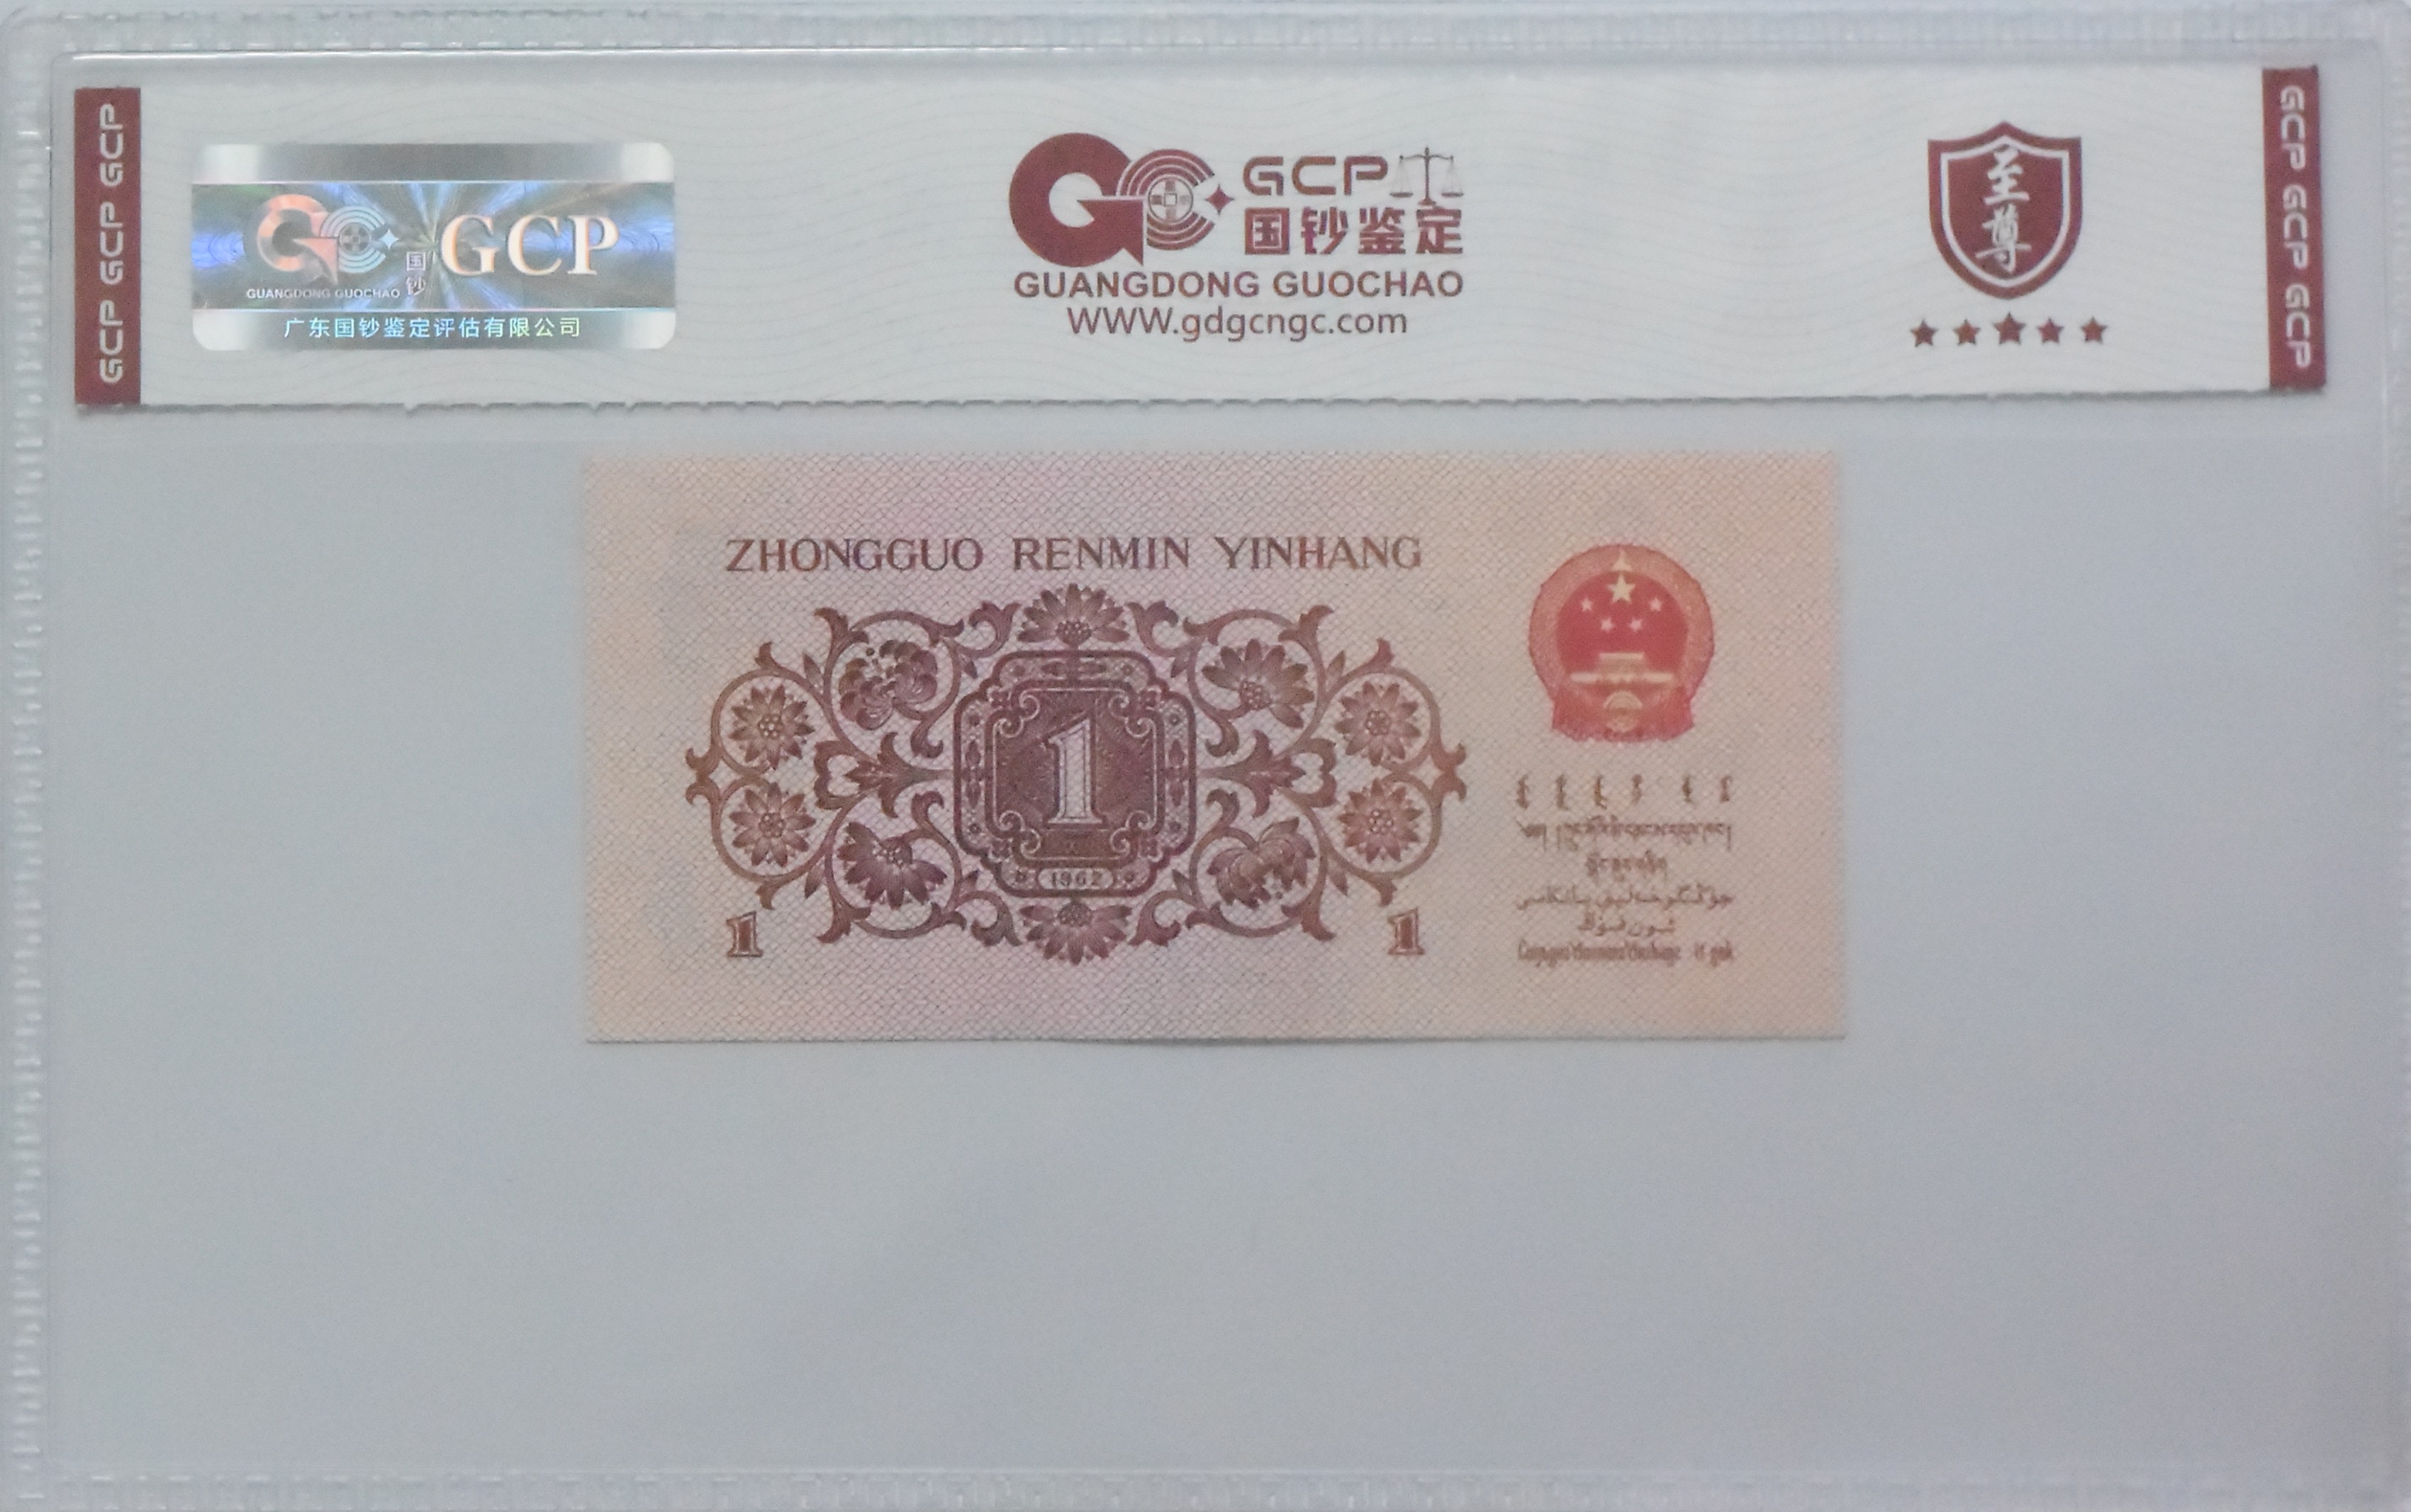 GCP GCP GCP
GUANGDONG GUOCHAO
国钞
GCP
广东国钞鉴定评估有限公司
GCP
国钞鉴定
GUANGDONG GUOCHAO
WWW.gdgcngc.com
至尊
GCP GCP GCP
ZHONGGUO RENMIN YINHANG
1
1962
1
1